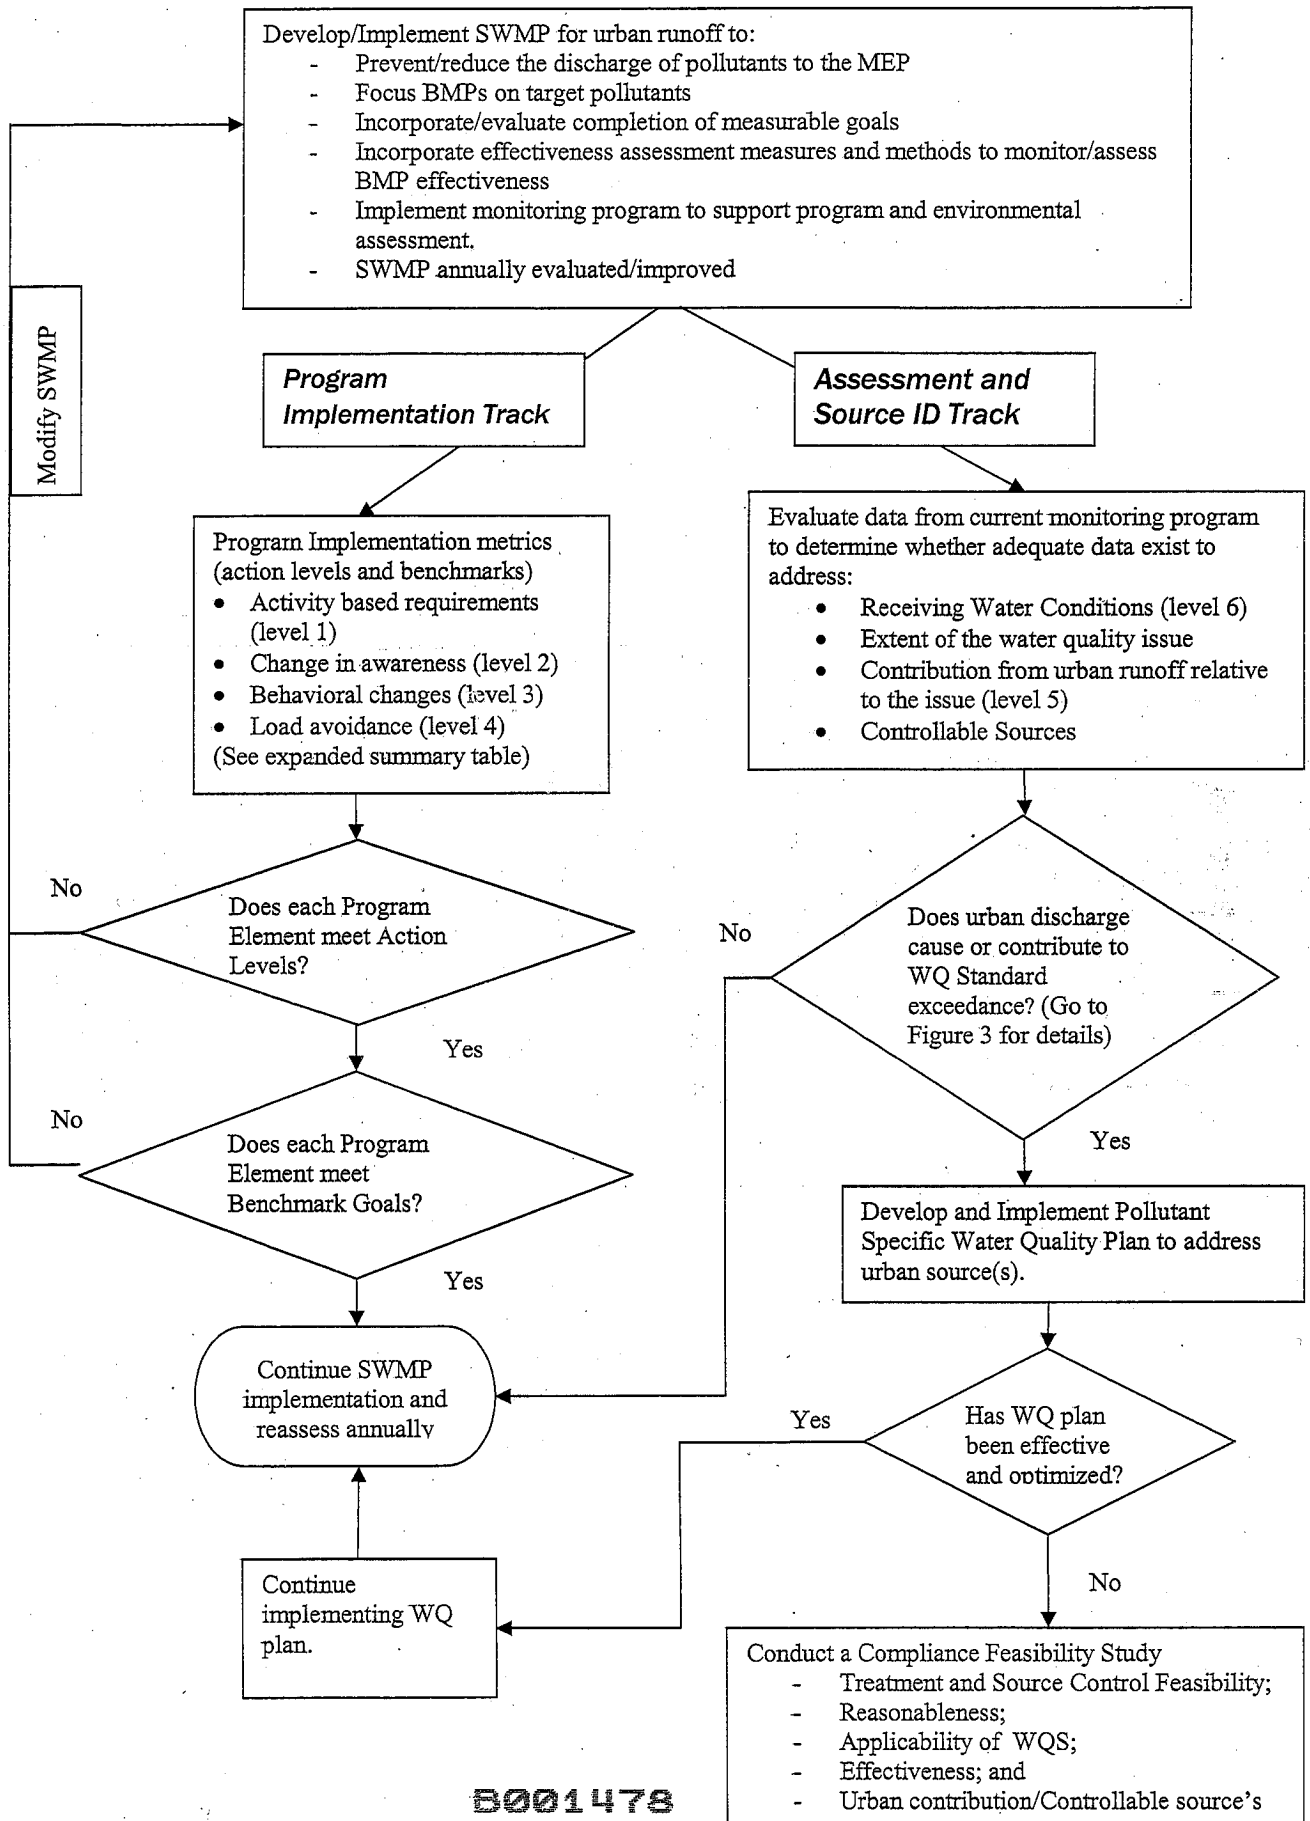 Develop/Implement SWMP for urban runoff to:
- Prevent/reduce the discharge of pollutants to the MEP
- Focus BMPs on target pollutants
- Incorporate/evaluate completion of measurable goals
- Incorporate effectiveness assessment measures and methods to monitor/assess
BMP effectiveness
- Implement monitoring program to support program and environmental
assessment.
- SWMP annually evaluated/improved
Modify SWMP
Program
Implementation Track
Assessment and
Source ID Track
Program Implementation metrics
(action levels and benchmarks)
• Activity based requirements
(level 1)
• Change in awareness (level 2)
• Behavioral changes (level 3)
• Load avoidance (level 4)
(See expanded summary table)
Evaluate data from current monitoring program
to determine whether adequate data exist to
address:
• Receiving Water Conditions (level 6)
• Extent of the water quality issue
• Contribution from urban runoff relative
to the issue (level 5)
• Controllable Sources
No
Does each Program
Element meet Action
Levels?
Yes
No
Does urban discharge
cause or contribute to
WQ Standard
exceedance? (Go to
Figure 3 for details)
Yes
No
Does each Program
Element meet
Benchmark Goals?
Yes
Develop and Implement Pollutant
Specific Water Quality Plan to address
urban source(s).
Continue SWMP
implementation and
reassess annually
Yes
Has WQ plan
been effective
and optimized?
No
Continue
implementing WQ
plan.
Conduct a Compliance Feasibility Study
- Treatment and Source Control Feasibility;
- Reasonableness;
- Applicability of WQS;
- Effectiveness; and
- Urban contribution/Controllable source's
B001478